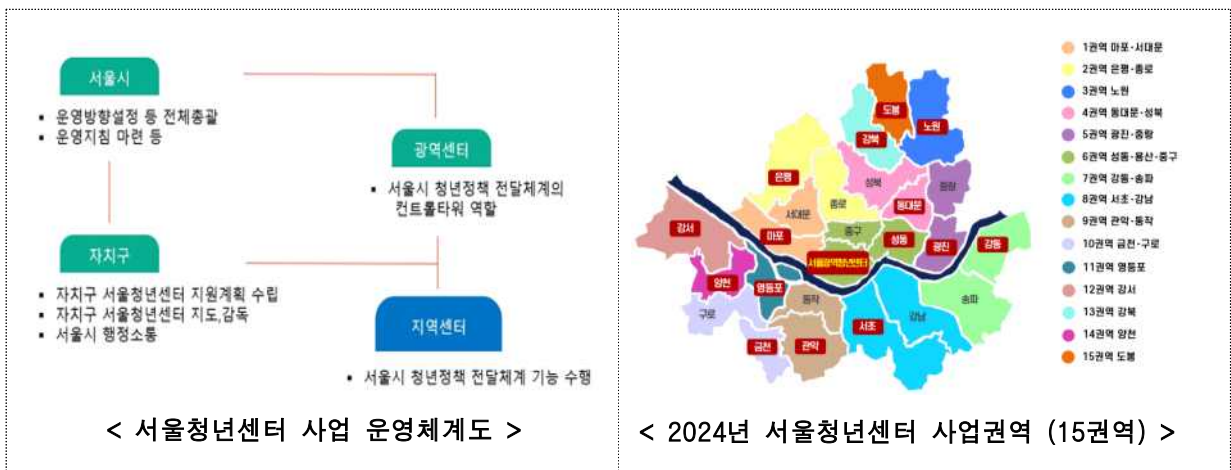 서울시
▪ 운영방향설정 등 전체총괄
▪ 운영지침 마련 등
광역센터
▪ 서울시 청년정책 전달체계의
컨트롤타워 역할
자치구
▪ 자치구 서울청년센터 지원계획 수립
▪ 자치구 서울청년센터 지도,감독
▪ 서울시 행정소통
지역센터
▪ 서울시 청년정책 전달체계 기능 수행
< 서울청년센터 사업 운영체계도 >
도봉
노원
강북
은평
성북
중랑
서대문
종로
동대문
강서
마포
중구
성동
광진
강동
서울광역청년센터
양천
영등포
구로
동작
서초
강남
송파
금천
관악
1권역 마포·서대문
2권역 은평·종로
3권역 노원
4권역 동대문·성북
5권역 광진·중랑
6권역 성동·용산·중구
7권역 강동·송파
8권역 서초·강남
9권역 관악·동작
10권역 금천·구로
11권역 영등포
12권역 강서
13권역 강북
14권역 양천
15권역 도봉
< 2024년 서울청년센터 사업권역 (15권역) >